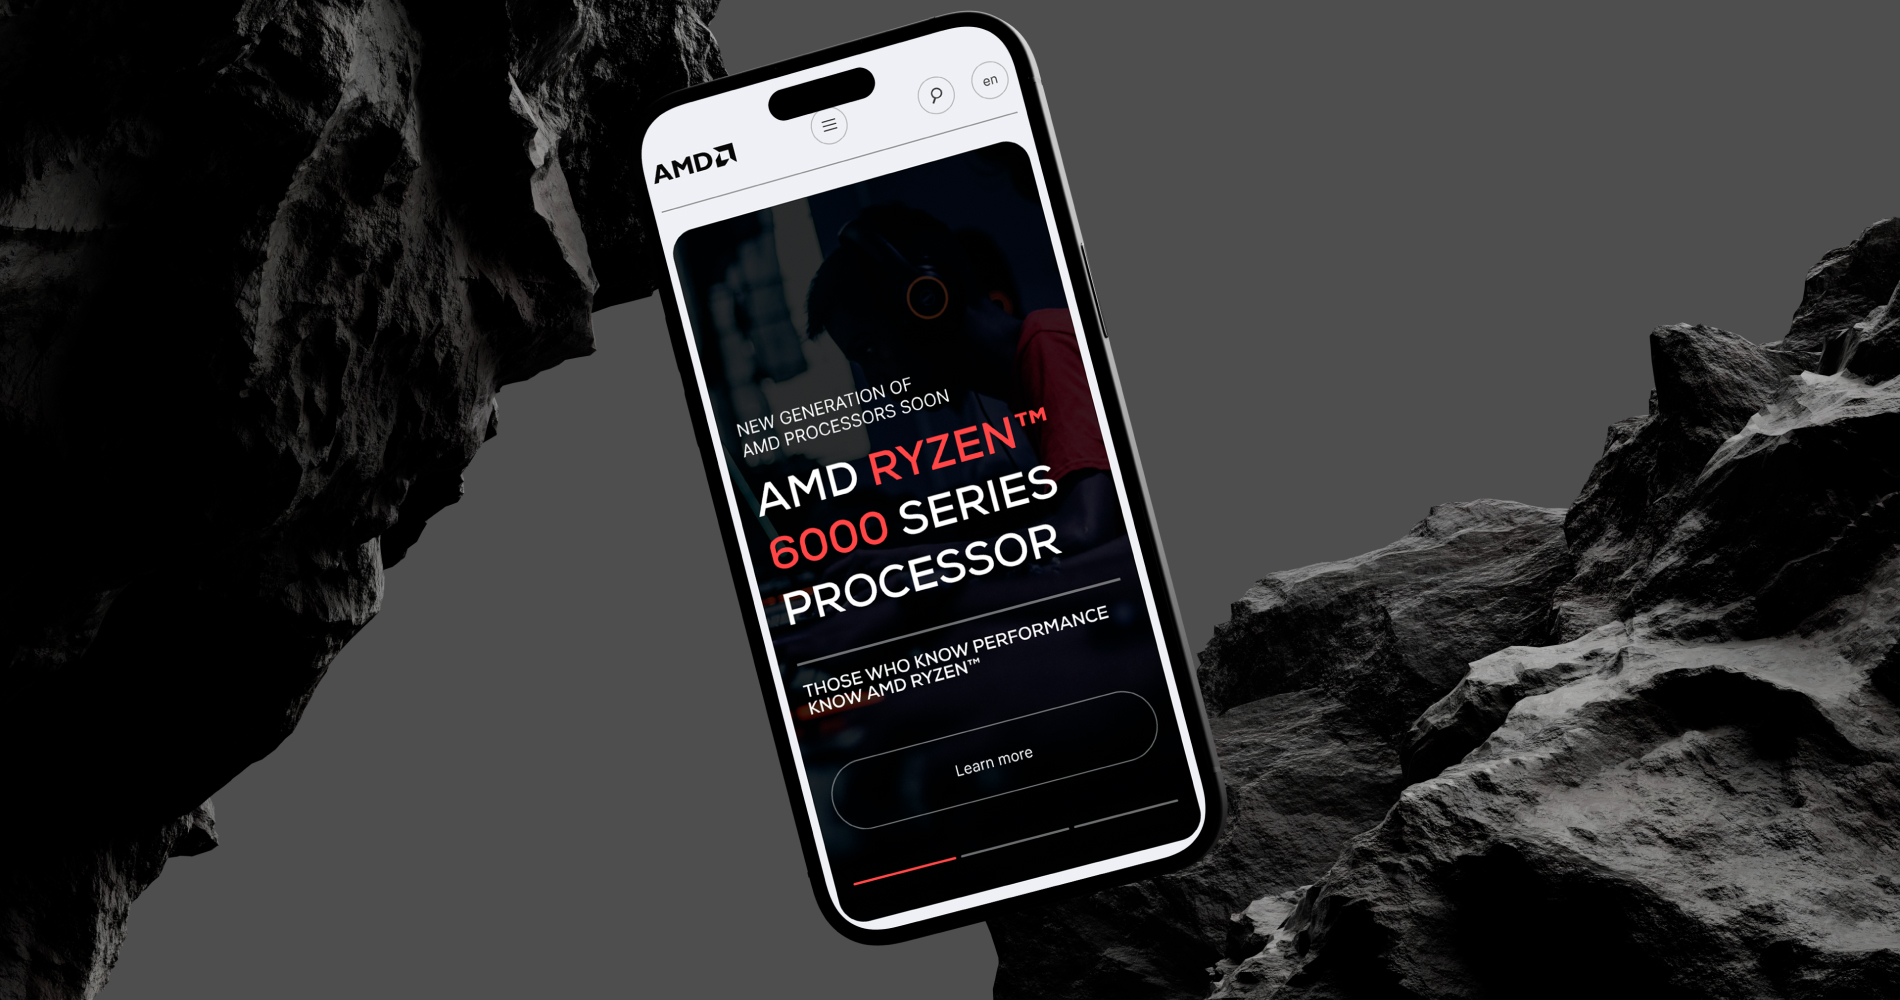 AMD
en
NEW GENERATION OF
AMD PROCESSORS SOON
AMD RYZEN™
6000 SERIES
PROCESSOR
THOSE WHO KNOW PERFORMANCE
KNOW AMD RYZEN™
Learn more